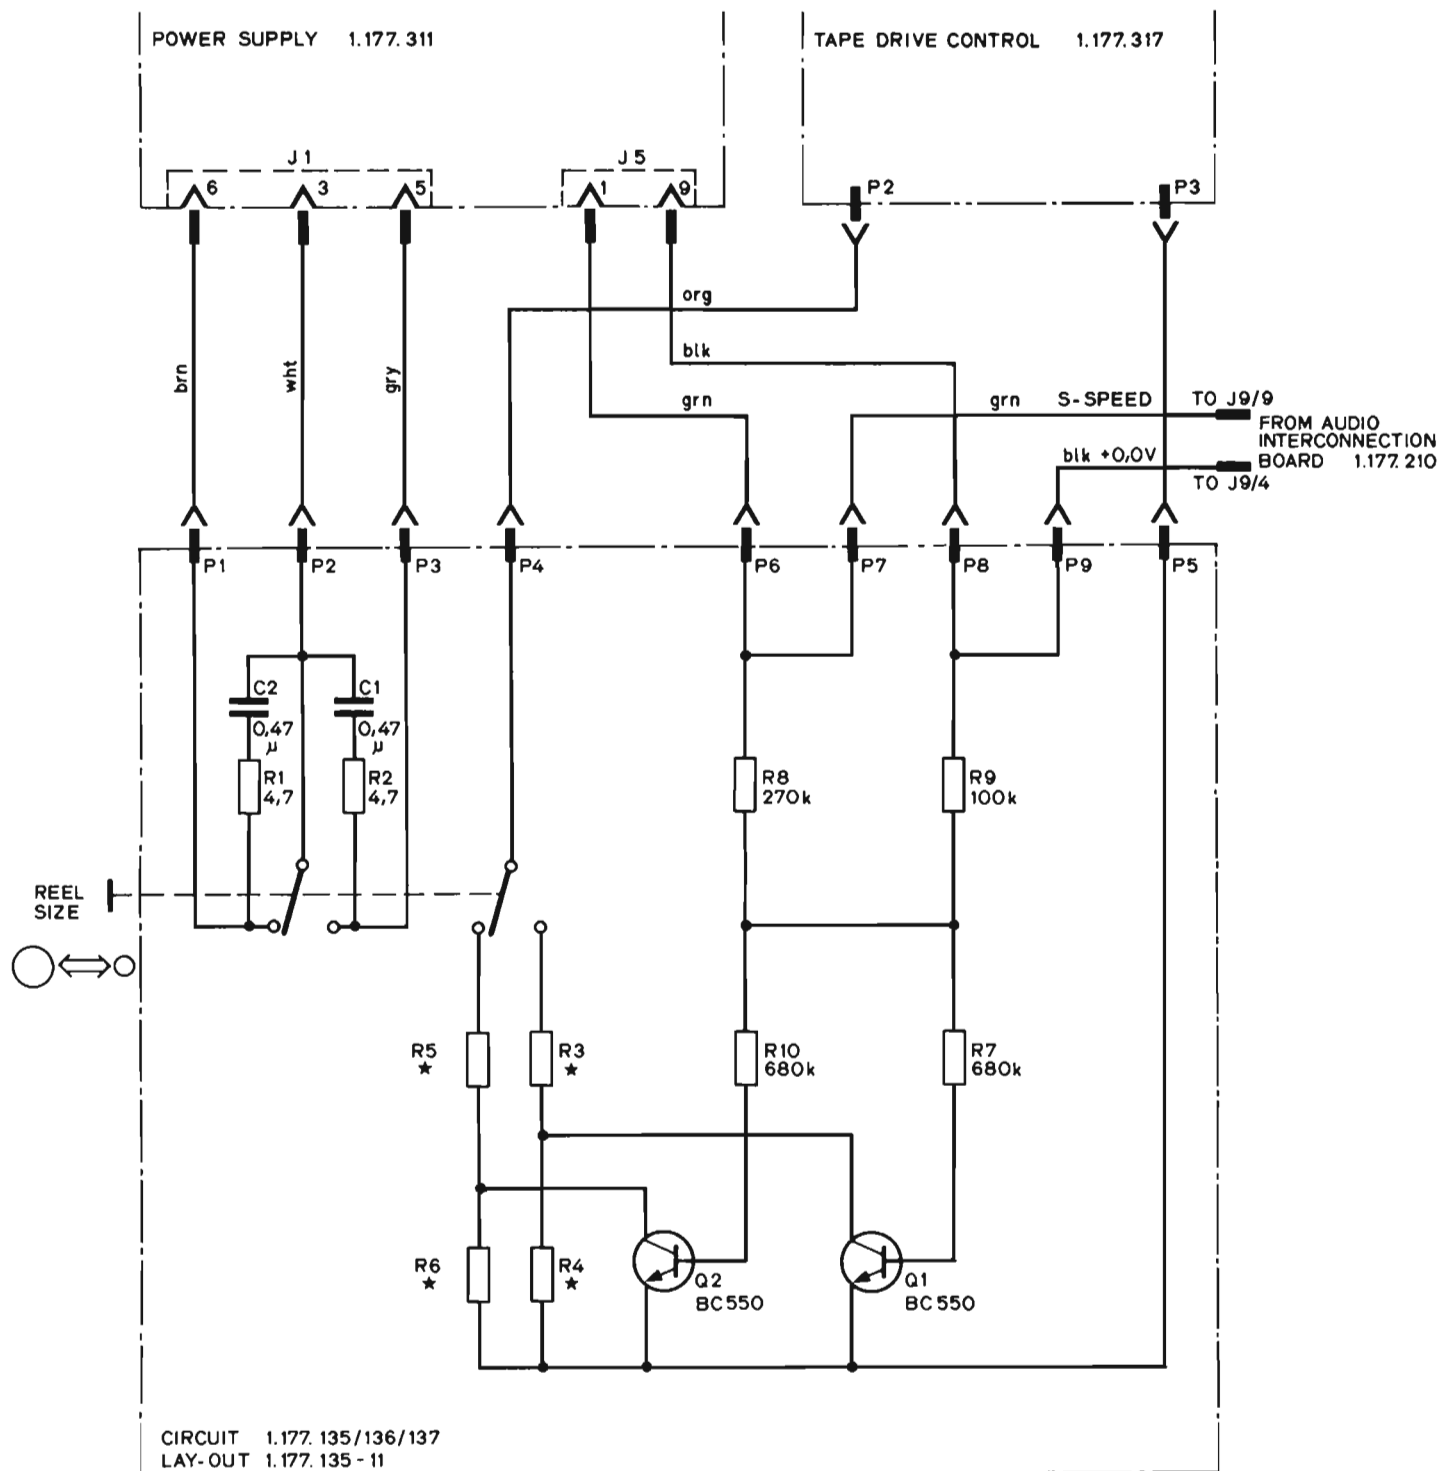 POWER SUPPLY 1.177.311
TAPE DRIVE CONTROL 1.177.317
J1
J5
6
3
5
1
9
P2
P3
org
brn
wht
gry
blk
grn
grn S-SPEED TO J9/9
FROM AUDIO
INTERCONNECTION
BOARD 1.177.210
blk +0,0V
TO J9/4
P1
P2
P3
P4
P6
P7
P8
P9
P5
C2
0,47
µ
C1
0,47
µ
R1
4,7
R2
4,7
R8
270k
R9
100k
REEL
SIZE
R5
★
R3
★
R10
680k
R7
680k
R6
★
R4
★
Q2
BC550
Q1
BC550
CIRCUIT 1.177.135/136/137
LAY-OUT 1.177.135-11